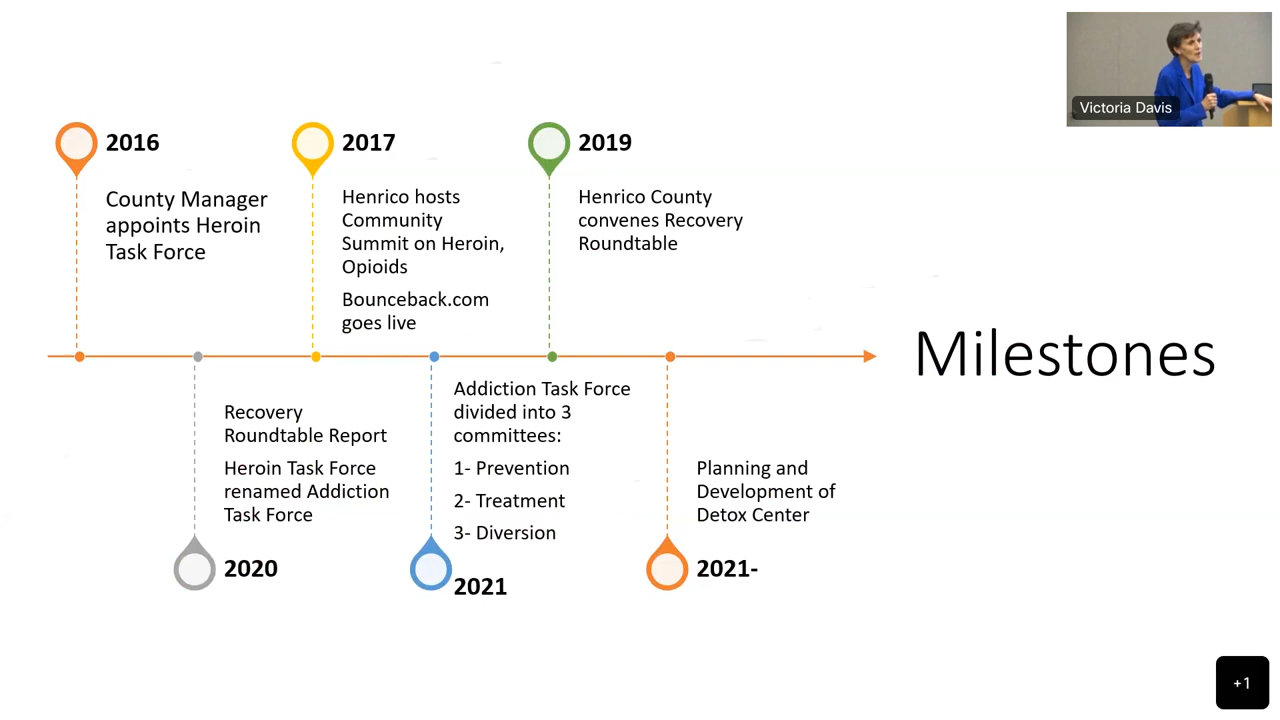 Victoria Davis
2016
County Manager
appoints Heroin
Task Force
2017
Henrico hosts
Community
Summit on Heroin,
Opioids
Bounceback.com
goes live
2019
Henrico County
convenes Recovery
Roundtable
Milestones
Recovery
Roundtable Report
Heroin Task Force
renamed Addiction
Task Force
2020
Addiction Task Force
divided into 3
committees:
1- Prevention
2- Treatment
3- Diversion
2021
Planning and
Development of
Detox Center
2021-
+1